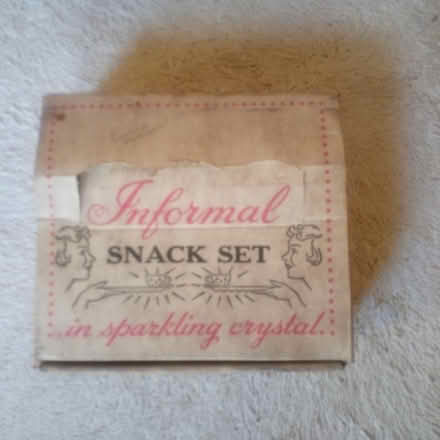 Informal
SNACK SET
in sparkling crystal.